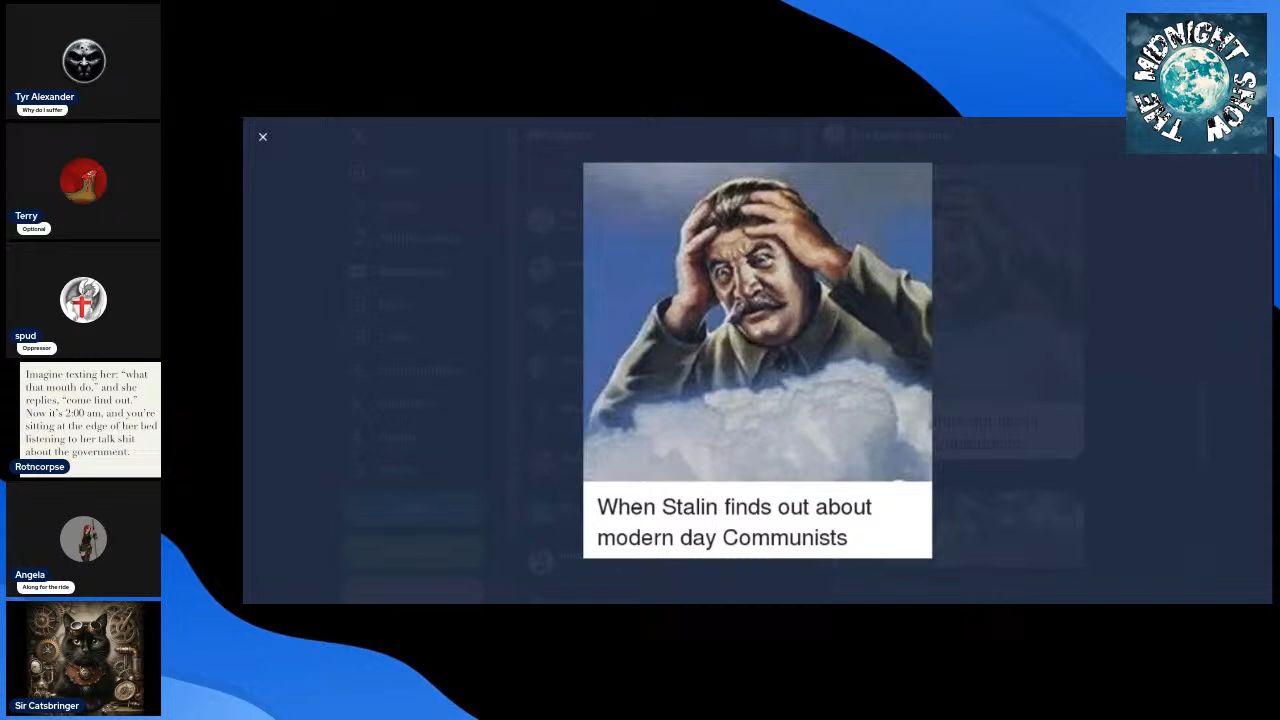 Tyr Alexander
Why do I suffer
Terry
Optional
spud
Oppressor
Imagine texting her: “what
that mouth do,” and she
replies, “come find out.”
Now it’s 2:00 am, and you’re
sitting at the edge of her bed
listening to her talk shit
about the government.
Rotncorpse
Angela
Along for the ride
Sir Catsbringer
When Stalin finds out about
modern day Communists
THE MIDNIGHT SHOW